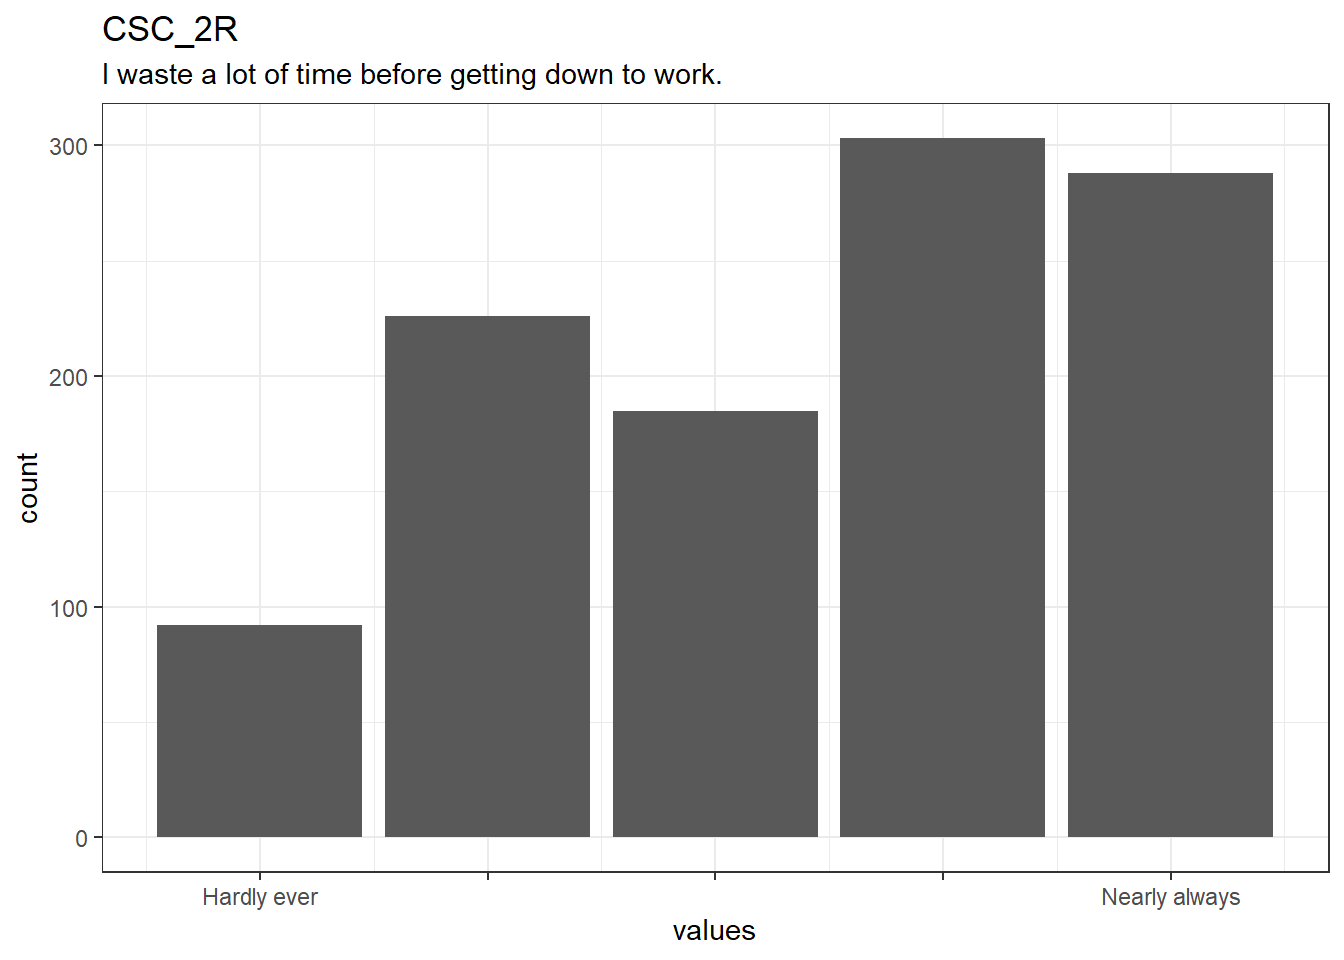 CSC_2R
I waste a lot of time before getting down to work.
300
200
100
0
count
Hardly ever
Nearly always
values